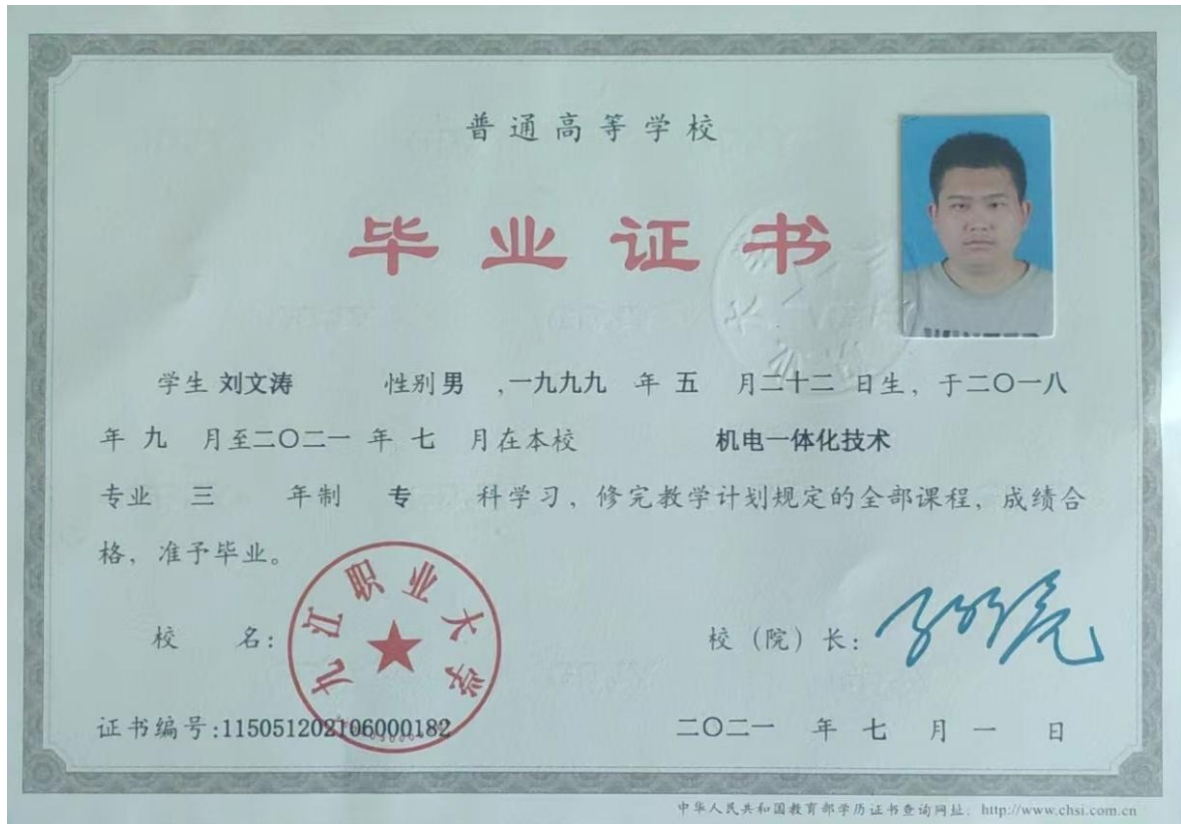 普通高等学校
毕业证书
学生 刘文涛 性别 男 ,一九九九 年 五 月二十二 日生，于二〇一八
年 九 月至二〇二一 年 七 月在本校 机电一体化技术
专业 三 年制 专 科学习、修完教学计划规定的全部课程，成绩合
格，准予毕业。
九江职业大学
校 名：
校（院）长：
证书编号:115051202106000182
二〇二一 年 七 月 一 日
中华人民共和国教育部学历证书查询网址：http://www.chsi.com.cn